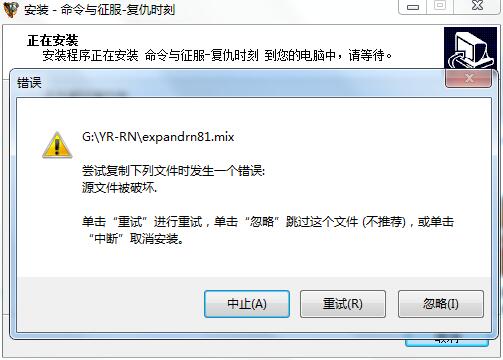 安装 - 命令与征服-复仇时刻
正在安装
安装程序正在安装 命令与征服-复仇时刻 到您的电脑中，请等待。
错误
G:\YR-RN\expandrn81.mix
尝试复制下列文件时发生一个错误:
源文件被破坏.
单击“重试”进行重试，单击“忽略”跳过这个文件 (不推荐)，或单击
“中断”取消安装。
中止(A)
重试(R)
忽略(I)
取消